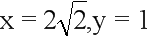 x = 2√2,y = 1